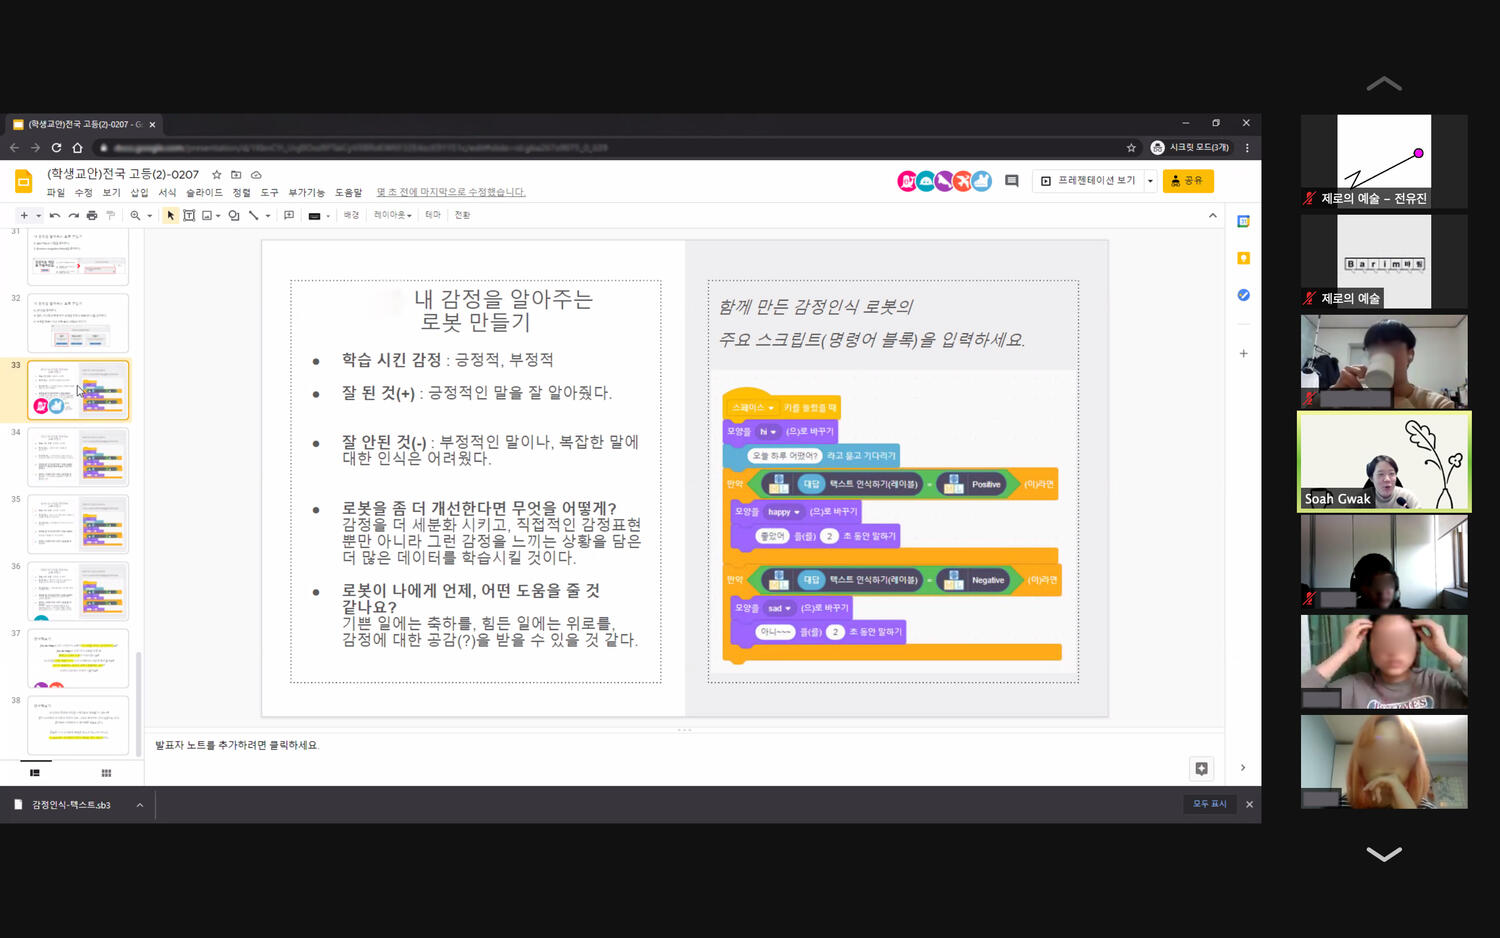 (학생교안)전국 고등(2)-0207 - G
시크릿 모드(3개)
(학생교안)전국 고등(2)-0207
파일 수정 보기 삽입 서식 슬라이드 정렬 도구 부가기능 도움말 몇 초 전에 마지막으로 수정했습니다.
프레젠테이션 보기
공유
배경 레이아웃 테마 전환
31
32
33
34
35
36
37
38
내 감정을 알아주는
로봇 만들기
● 학습 시킨 감정 : 긍정적, 부정적
● 잘 된 것(+) : 긍정적인 말을 잘 알아줬다.
● 잘 안된 것(-) : 부정적인 말이나, 복잡한 말에
대한 인식은 어려웠다.
● 로봇을 좀 더 개선한다면 무엇을 어떻게?
감정을 더 세분화 시키고, 직접적인 감정표현
뿐만 아니라 그런 감정을 느끼는 상황을 담은
더 많은 데이터를 학습시킬 것이다.
● 로봇이 나에게 언제, 어떤 도움을 줄 것
같나요?
기쁜 일에는 축하를, 힘든 일에는 위로를,
감정에 대한 공감(?)을 받을 수 있을 것 같다.
함께 만든 감정인식 로봇의
주요 스크립트(명령어 블록)을 입력하세요.
스페이스 키를 눌렀을 때
모양을 hi (으)로 바꾸기
오늘 하루 어땠어? 라고 묻고 기다리기
만약 ML 대답 텍스트 인식하기(레이블) = ML Positive (이)라면
모양을 happy (으)로 바꾸기
좋았어 을(를) 2 초 동안 말하기
만약 ML 대답 텍스트 인식하기(레이블) = ML Negative (이)라면
모양을 sad (으)로 바꾸기
아니~~~ 을(를) 2 초 동안 말하기
발표자 노트를 추가하려면 클릭하세요.
감정인식-텍스트.sb3
모두 표시
제로의 예술 – 전유진
Barim바림
제로의 예술
Soah Gwak